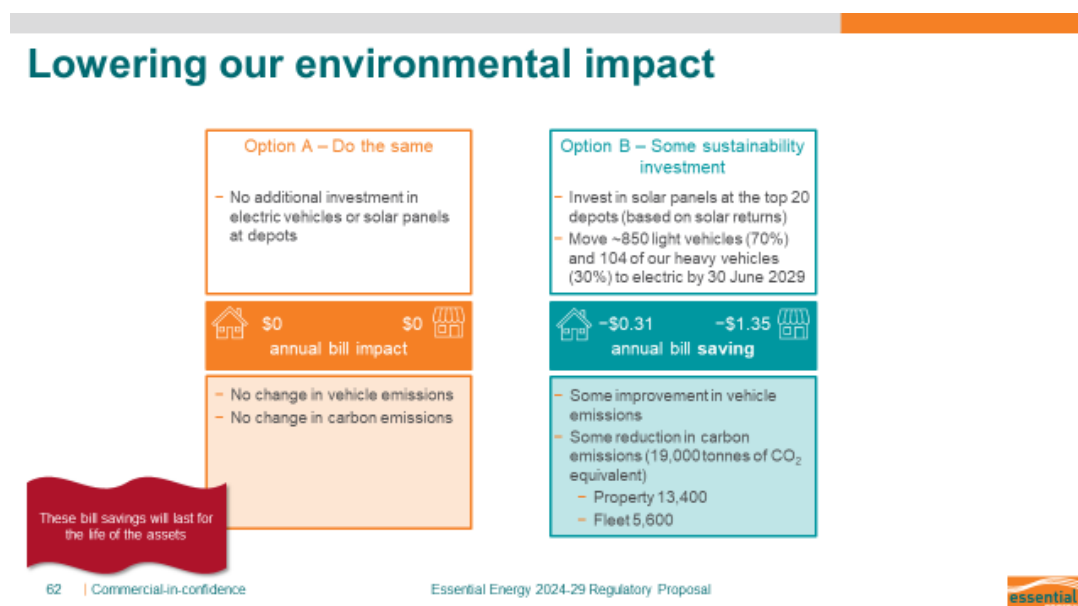 Lowering our environmental impact
Option A – Do the same
– No additional investment in
electric vehicles or solar panels
at depots
$0 $0
annual bill impact
– No change in vehicle emissions
– No change in carbon emissions
Option B – Some sustainability
investment
– Invest in solar panels at the top 20
depots (based on solar returns)
– Move ~850 light vehicles (70%)
and 104 of our heavy vehicles
(30%) to electric by 30 June 2029
–$0.31 –$1.35
annual bill saving
– Some improvement in vehicle
emissions
– Some reduction in carbon
emissions (19,000 tonnes of CO₂
equivalent)
– Property 13,400
– Fleet 5,600
These bill savings will last for
the life of the assets
62 | Commercial-in-confidence
Essential Energy 2024-29 Regulatory Proposal
essential